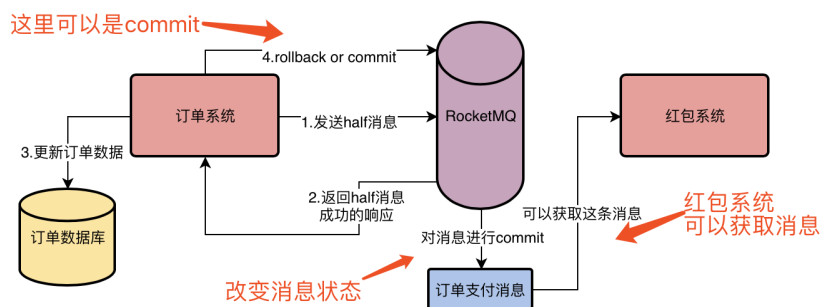 这里可以是commit
4.rollback or commit
订单系统
1.发送half消息
RocketMQ
红包系统
3.更新订单数据
2.返回half消息
成功的响应
订单数据库
对消息进行commit
可以获取这条消息
红包系统
可以获取消息
改变消息状态
订单支付消息